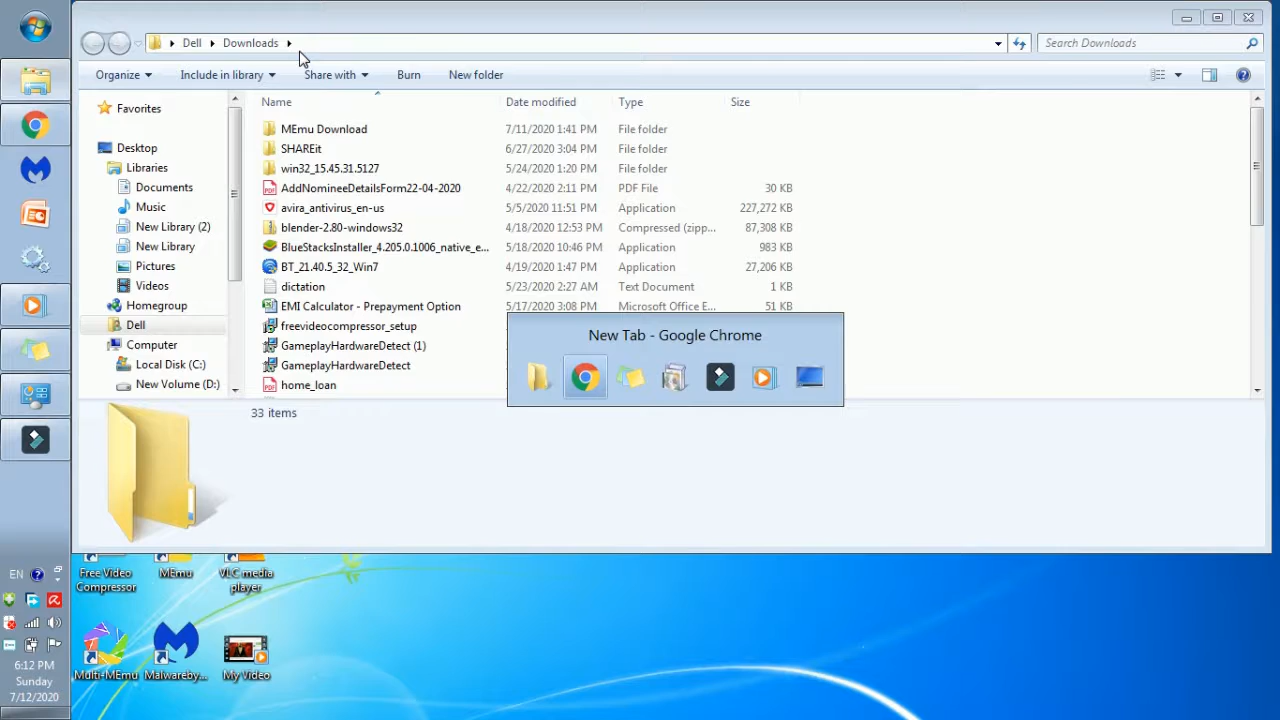 Dell Downloads
Search Downloads
Organize Include in library Share with Burn New folder
Favorites
Desktop
Libraries
Documents
Music
New Library (2)
New Library
Pictures
Videos
Homegroup
Dell
Computer
Local Disk (C:)
New Volume (D:)
Name Date modified Type Size
MEmu Download 7/11/2020 1:41 PM File folder
SHAREit 6/27/2020 3:04 PM File folder
win32_15.45.31.5127 5/24/2020 1:20 PM File folder
AddNomineeDetailsForm22-04-2020 4/22/2020 2:11 PM PDF File 30 KB
avira_antivirus_en-us 5/5/2020 11:51 PM Application 227,272 KB
blender-2.80-windows32 4/18/2020 12:53 PM Compressed (zipp... 87,308 KB
BlueStacksInstaller_4.205.0.1006_native_e... 5/18/2020 10:46 PM Application 983 KB
BT_21.40.5_32_Win7 4/19/2020 1:47 PM Application 27,206 KB
dictation 5/23/2020 2:27 AM Text Document 1 KB
EMI Calculator - Prepayment Option 5/17/2020 3:08 PM Microsoft Office E... 51 KB
freevideocompressor_setup
GameplayHardwareDetect (1)
GameplayHardwareDetect
home_loan
New Tab - Google Chrome
33 items
Free Video Compressor
MEmu
VLC media player
Multi-MEmu
Malwareby...
My Video
EN
6:12 PM
Sunday
7/12/2020